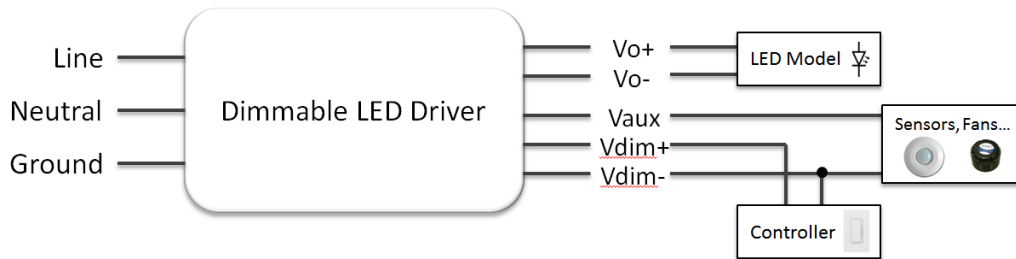 Line
Neutral
Ground
Dimmable LED Driver
Vo+
Vo-
Vaux
Vdim+
Vdim-
LED Model
Sensors, Fans...
Controller